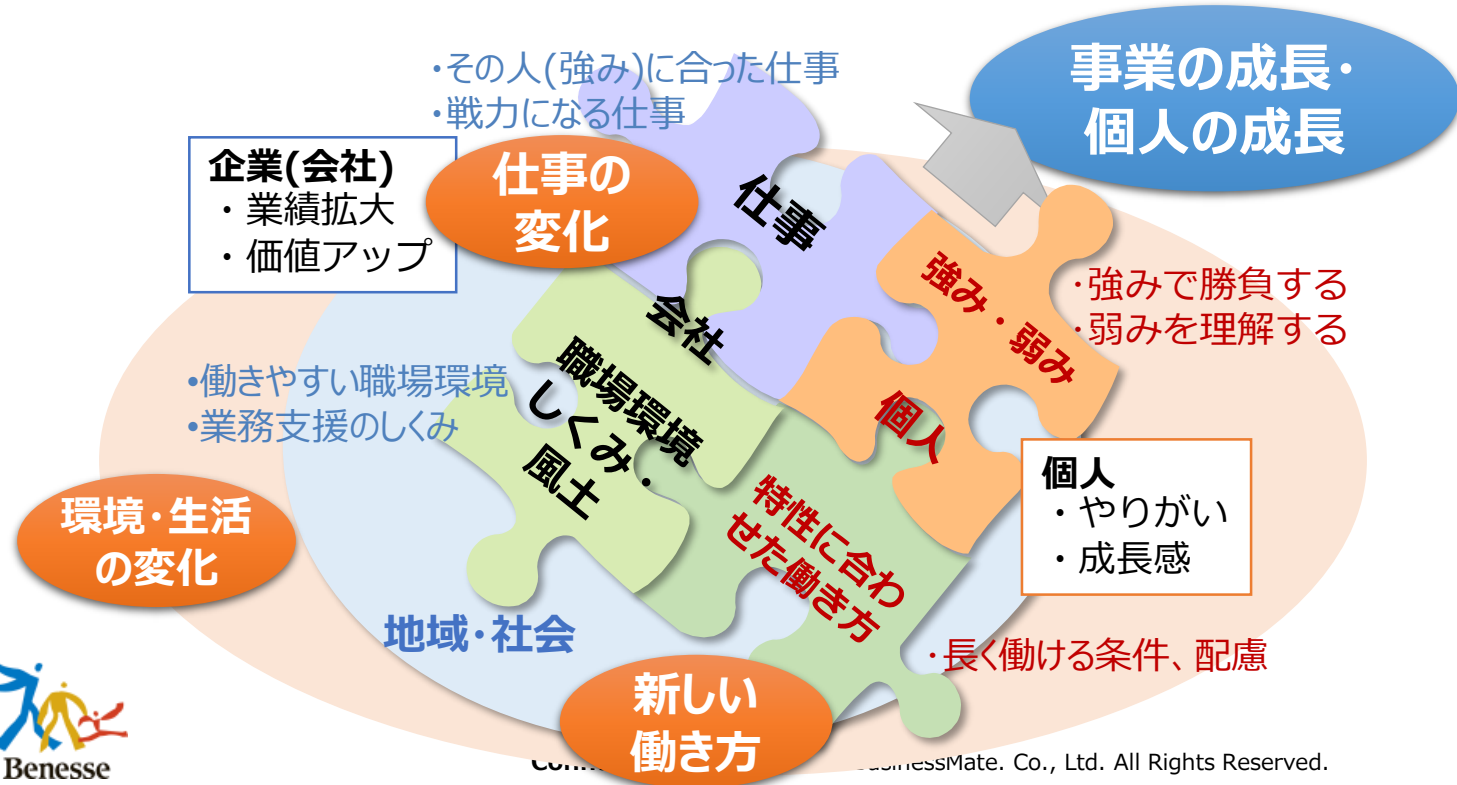 ・その人(強み)に合った仕事
・戦力になる仕事
事業の成長・
個人の成長
企業(会社)
・業績拡大
・価値アップ
仕事の
変化
仕事
強み・弱み
・強みで勝負する
・弱みを理解する
会社
個人
・働きやすい職場環境
・業務支援のしくみ
職場環境
しくみ・
風土
個人
・やりがい
・成長感
環境・生活
の変化
特性に合わ
せた働き方
地域・社会
・長く働ける条件、配慮
新しい
働き方
Benesse
Co., Ltd. All Rights Reserved.